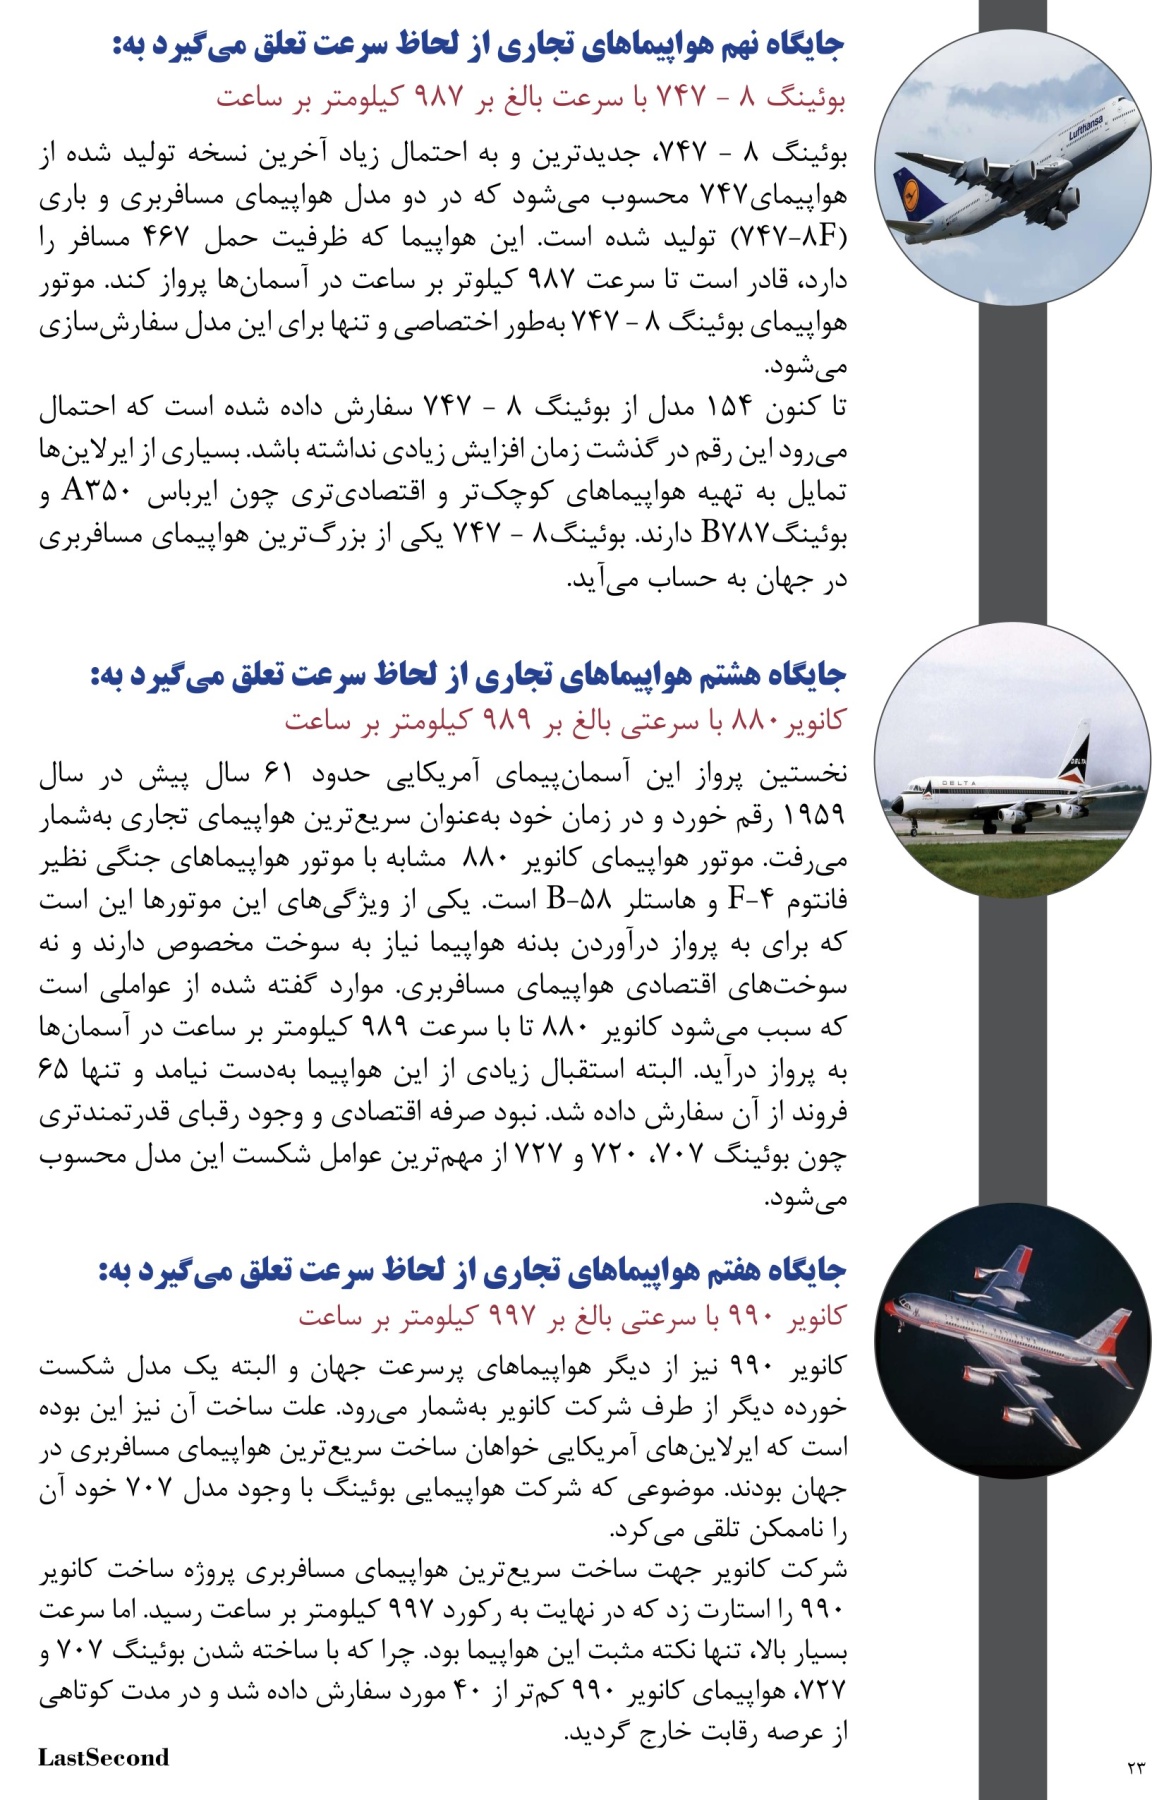 جایگاه نهم هواپیماهای تجاری از لحاظ سرعت تعلق می‌گیرد به:
بوئینگ ۸ - ۷۴۷ با سرعت بالغ بر ۹۸۷ کیلومتر بر ساعت
بوئینگ ۸ - ۷۴۷، جدیدترین و به احتمال زیاد آخرین نسخه تولید شده از
هواپیمای۷۴۷ محسوب می‌شود که در دو مدل هواپیمای مسافربری و باری
(۷۴۷-۸F) تولید شده است. این هواپیما که ظرفیت حمل ۴۶۷ مسافر را
دارد، قادر است تا سرعت ۹۸۷ کیلوتر بر ساعت در آسمان‌ها پرواز کند. موتور
هواپیمای بوئینگ ۸ - ۷۴۷ به‌طور اختصاصی و تنها برای این مدل سفارش‌سازی
می‌شود.
تا کنون ۱۵۴ مدل از بوئینگ ۸ - ۷۴۷ سفارش داده شده است که احتمال
می‌رود این رقم در گذشت زمان افزایش زیادی نداشته باشد. بسیاری از ایرلاین‌ها
تمایل به تهیه هواپیماهای کوچک‌تر و اقتصادی‌تری چون ایرباس A۳۵۰ و
بوئینگB۷۸۷ دارند. بوئینگ۸ - ۷۴۷ یکی از بزرگ‌ترین هواپیمای مسافربری
در جهان به حساب می‌آید.
Lufthansa
جایگاه هشتم هواپیماهای تجاری از لحاظ سرعت تعلق می‌گیرد به:
کانویر۸۸۰ با سرعتی بالغ بر ۹۸۹ کیلومتر بر ساعت
نخستین پرواز این آسمان‌پیمای آمریکایی حدود ۶۱ سال پیش در سال
۱۹۵۹ رقم خورد و در زمان خود به‌عنوان سریع‌ترین هواپیمای تجاری به‌شمار
می‌رفت. موتور هواپیمای کانویر ۸۸۰ مشابه با موتور هواپیماهای جنگی نظیر
فانتوم F-۴ و هاستلر B-۵۸ است. یکی از ویژگی‌های این موتورها این است
که برای به پرواز درآوردن بدنه هواپیما نیاز به سوخت مخصوص دارند و نه
سوخت‌های اقتصادی هواپیمای مسافربری. موارد گفته شده از عواملی است
که سبب می‌شود کانویر ۸۸۰ تا با سرعت ۹۸۹ کیلومتر بر ساعت در آسمان‌ها
به پرواز درآید. البته استقبال زیادی از این هواپیما به‌دست نیامد و تنها ۶۵
فروند از آن سفارش داده شد. نبود صرفه اقتصادی و وجود رقبای قدرتمندتری
چون بوئینگ ۷۰۷، ۷۲۰ و ۷۲۷ از مهم‌ترین عوامل شکست این مدل محسوب
می‌شود.
DELTA
DELTA
جایگاه هفتم هواپیماهای تجاری از لحاظ سرعت تعلق می‌گیرد به:
کانویر ۹۹۰ با سرعتی بالغ بر ۹۹۷ کیلومتر بر ساعت
کانویر ۹۹۰ نیز از دیگر هواپیماهای پرسرعت جهان و البته یک مدل شکست
خورده دیگر از طرف شرکت کانویر به‌شمار می‌رود. علت ساخت آن نیز این بوده
است که ایرلاین‌های آمریکایی خواهان ساخت سریع‌ترین هواپیمای مسافربری در
جهان بودند. موضوعی که شرکت هواپیمایی بوئینگ با وجود مدل ۷۰۷ خود آن
را ناممکن تلقی می‌کرد.
شرکت کانویر جهت ساخت سریع‌ترین هواپیمای مسافربری پروژه ساخت کانویر
۹۹۰ را استارت زد که در نهایت به رکورد ۹۹۷ کیلومتر بر ساعت رسید. اما سرعت
بسیار بالا، تنها نکته مثبت این هواپیما بود. چرا که با ساخته شدن بوئینگ ۷۰۷ و
۷۲۷، هواپیمای کانویر ۹۹۰ کم‌تر از ۴۰ مورد سفارش داده شد و در مدت کوتاهی
از عرصه رقابت خارج گردید.
LastSecond
۲۳